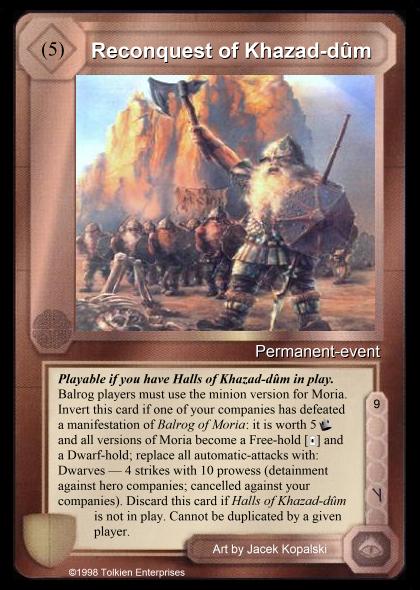 (5) Reconquest of Khazad-dûm
Permanent-event
Playable if you have Halls of Khazad-dûm in play.
Balrog players must use the minion version for Moria.
Invert this card if one of your companies has defeated
a manifestation of Balrog of Moria: it is worth 5
and all versions of Moria become a Free-hold [•] and
a Dwarf-hold; replace all automatic-attacks with:
Dwarves — 4 strikes with 10 prowess (detainment
against hero companies; cancelled against your
companies). Discard this card if Halls of Khazad-dûm
is not in play. Cannot be duplicated by a given
player.
9
Art by Jacek Kopalski
©1998 Tolkien Enterprises